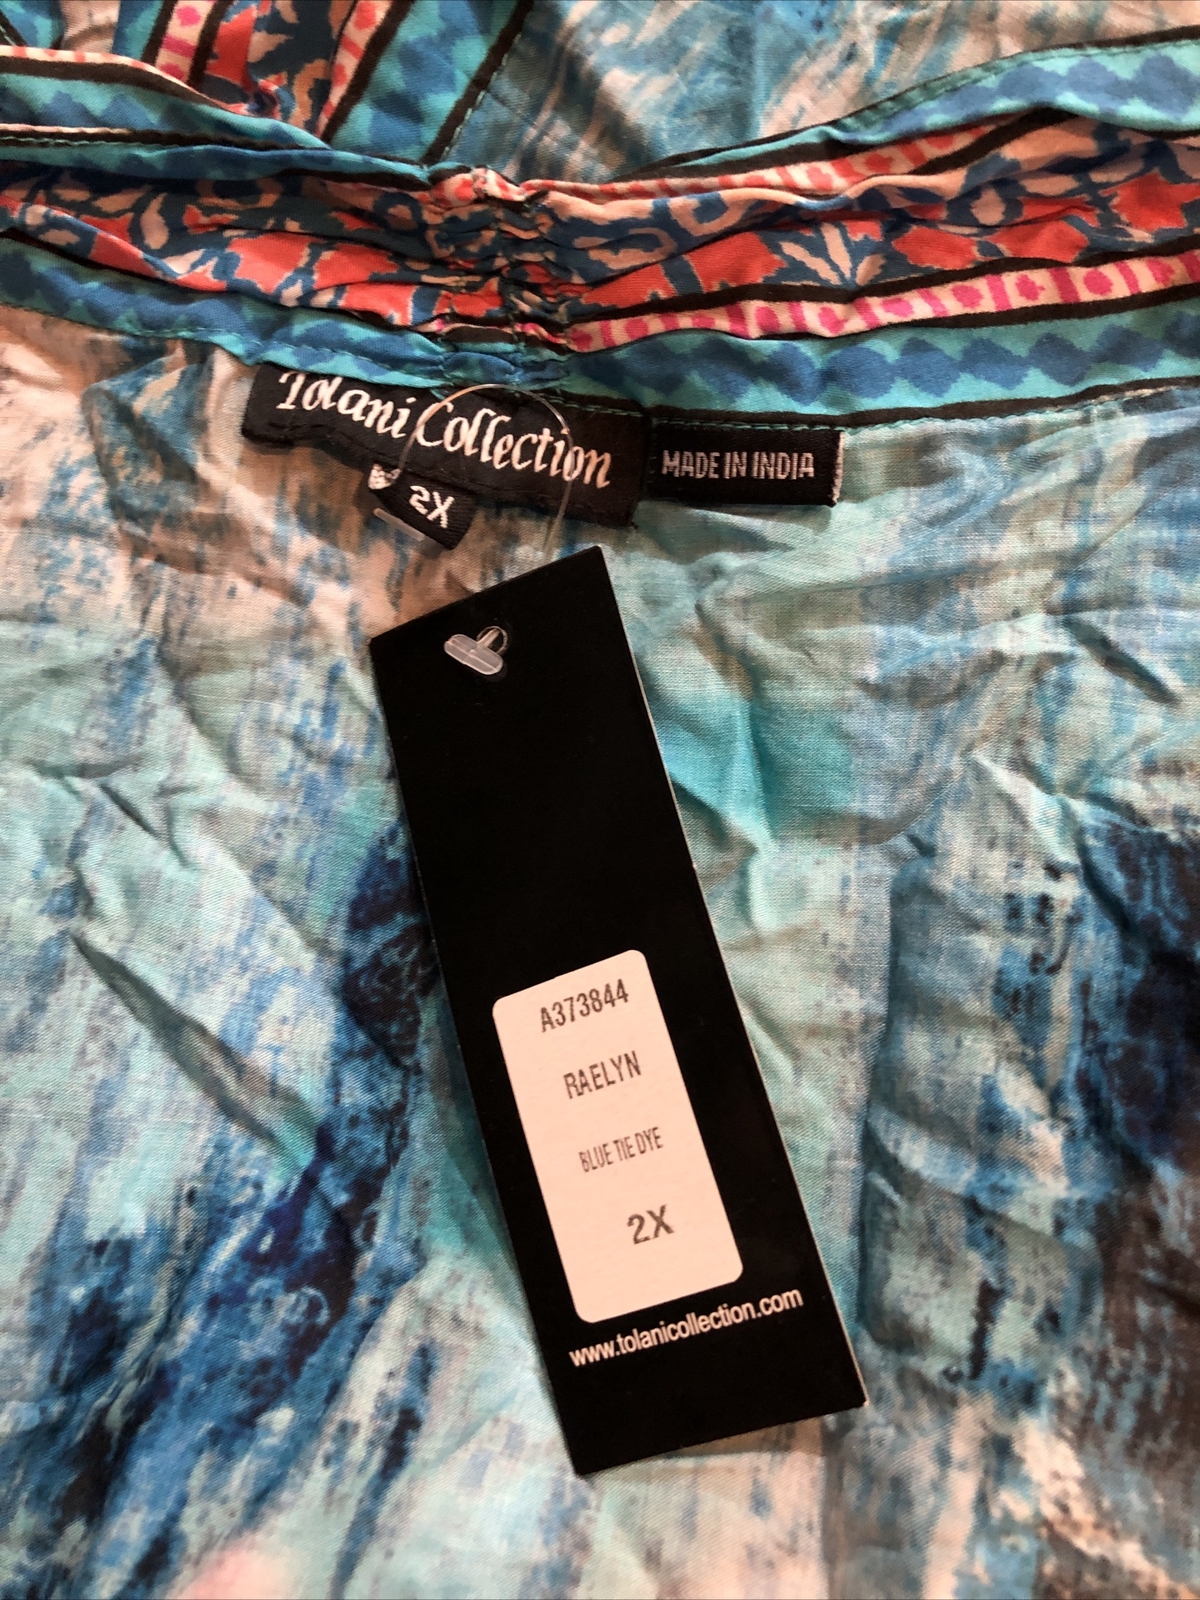 Tolani Collection
MADE IN INDIA
2X
A373844
RAELYN
BLUE TIE DYE
2X
www.tolanicollection.com